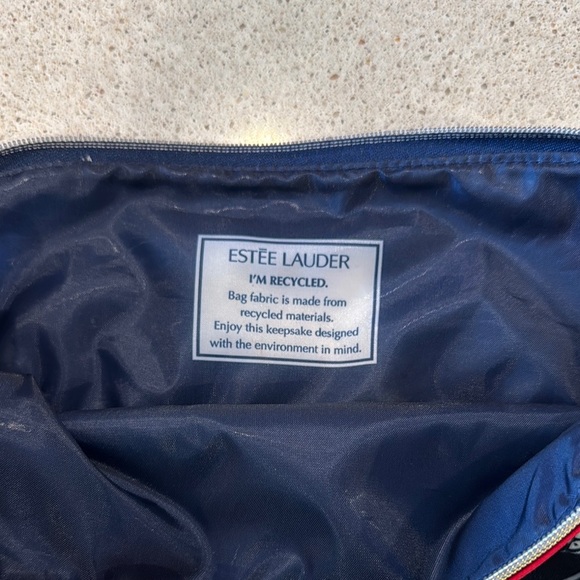 ESTĒE LAUDER
I'M RECYCLED.
Bag fabric is made from
recycled materials.
Enjoy this keepsake designed
with the environment in mind.